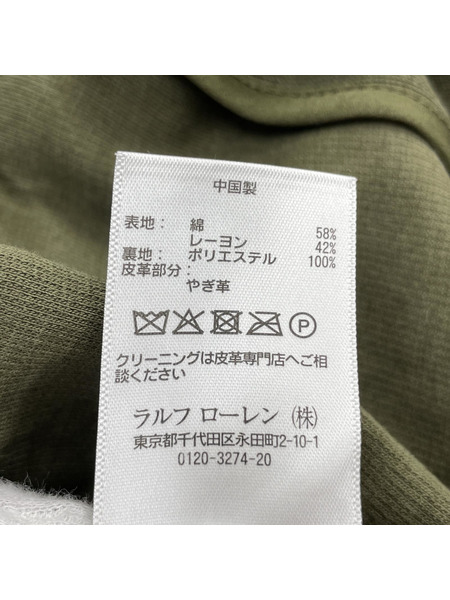 中国製
表地： 綿 58%
レーヨン 42%
裏地： ポリエステル 100%
皮革部分：
やぎ革
P
クリーニングは皮革専門店へご相
談ください
ラルフ ローレン （株）
東京都千代田区永田町2-10-1
0120-3274-20